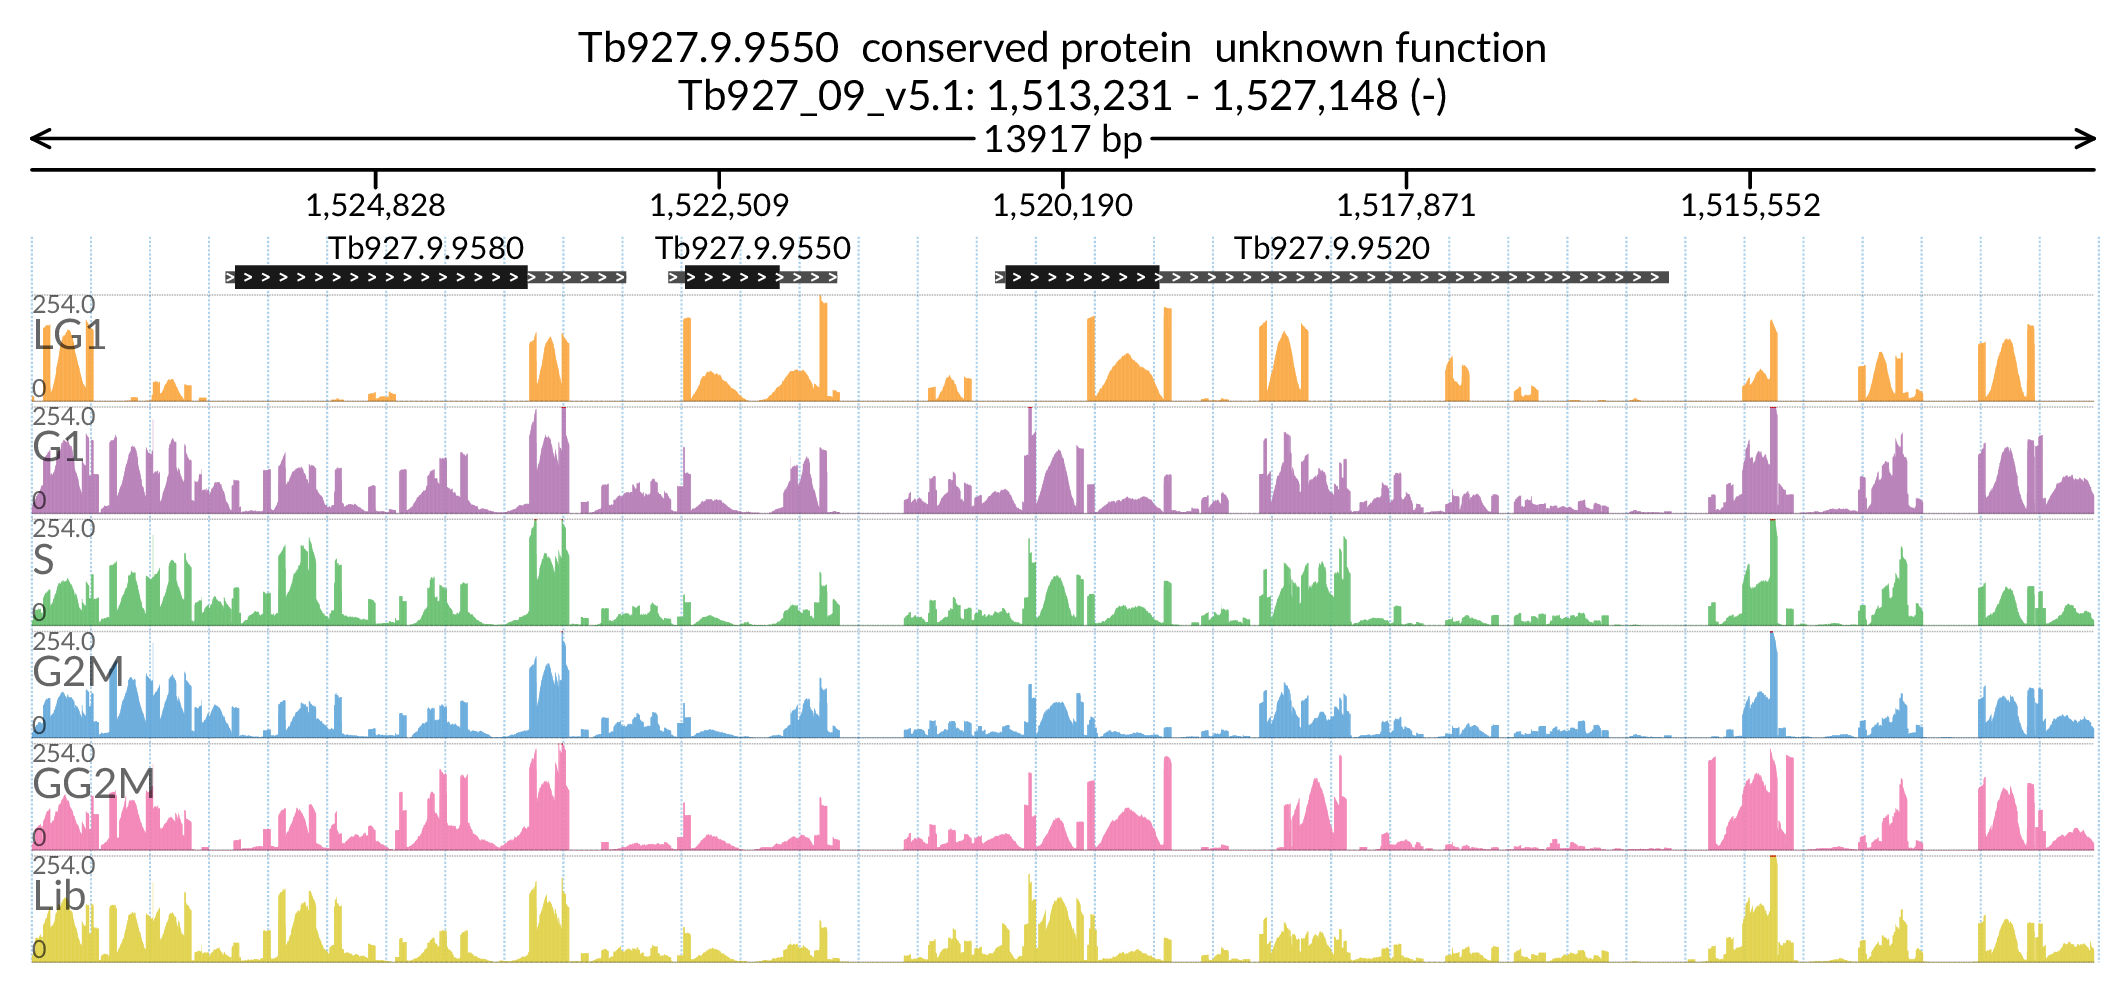 Tb927.9.9550  conserved protein  unknown function
Tb927_09_v5.1: 1,513,231 - 1,527,148 (-)
13917 bp
1,524,828 1,522,509 1,520,190 1,517,871 1,515,552
Tb927.9.9580 Tb927.9.9550 Tb927.9.9520
254.0
LG1
0
254.0
G1
0
254.0
S
0
254.0
G2M
0
254.0
GG2M
0
254.0
Lib
0